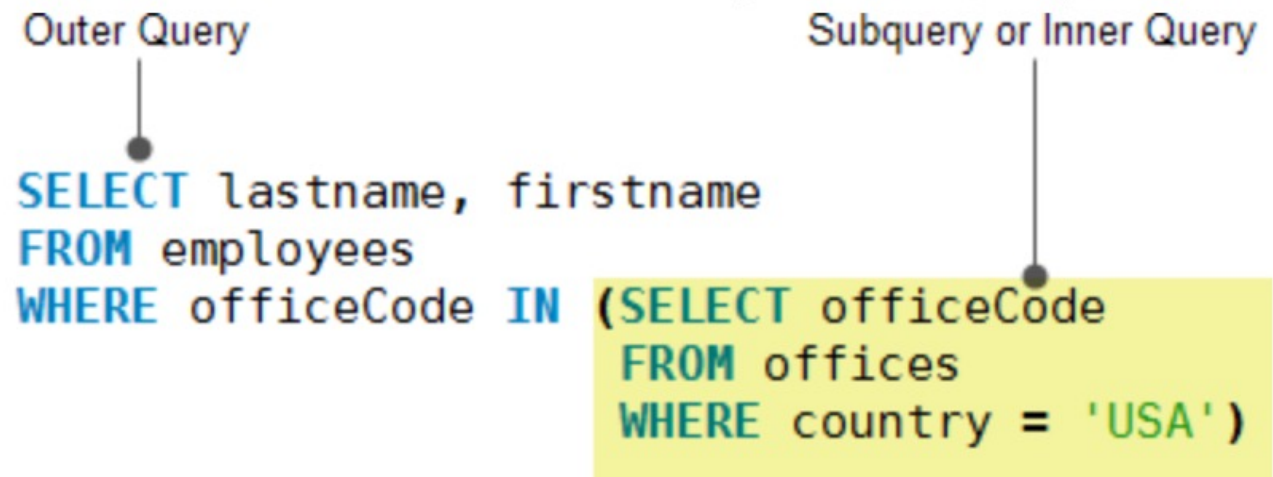 Outer Query
Subquery or Inner Query
SELECT lastname, firstname
FROM employees
WHERE officeCode IN (SELECT officeCode
FROM offices
WHERE country = 'USA')